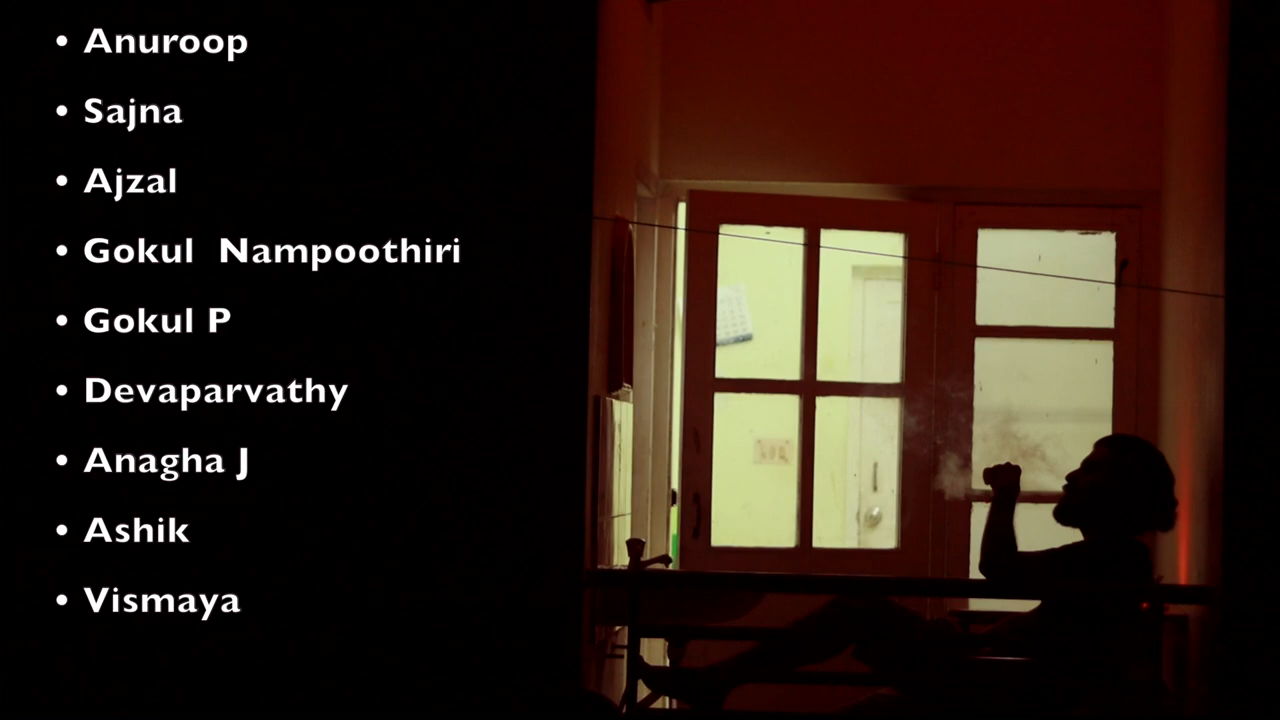 • Anuroop
• Sajna
• Ajzal
• Gokul  Nampoothiri
• Gokul P
• Devaparvathy
• Anagha J
• Ashik
• Vismaya